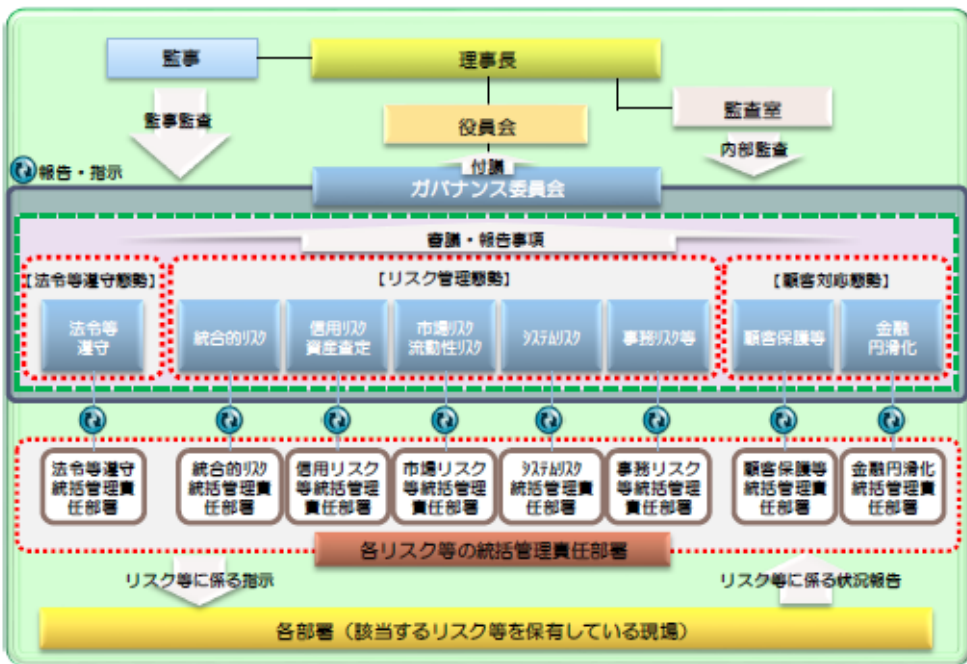 監事
理事長
監査室
役員会
監事監査
内部監査
付議
報告・指示
ガバナンス委員会
審議・報告事項
【法令等遵守態勢】
【リスク管理態勢】
【顧客対応態勢】
法令等
遵守
統合的リスク
信用リスク
資産査定
市場リスク
流動性リスク
システムリスク
事務リスク等
顧客保護等
金融
円滑化
法令等遵守
統括管理責
任部署
統合的リスク
統括管理責
任部署
信用リスク
等統括管理
責任部署
市場リスク
等統括管理
責任部署
システムリスク
統括管理責
任部署
事務リスク
等統括管理
責任部署
顧客保護等
統括管理責
任部署
金融円滑化
統括管理責
任部署
各リスク等の統括管理責任部署
リスク等に係る指示
リスク等に係る状況報告
各部署（該当するリスク等を保有している現場）